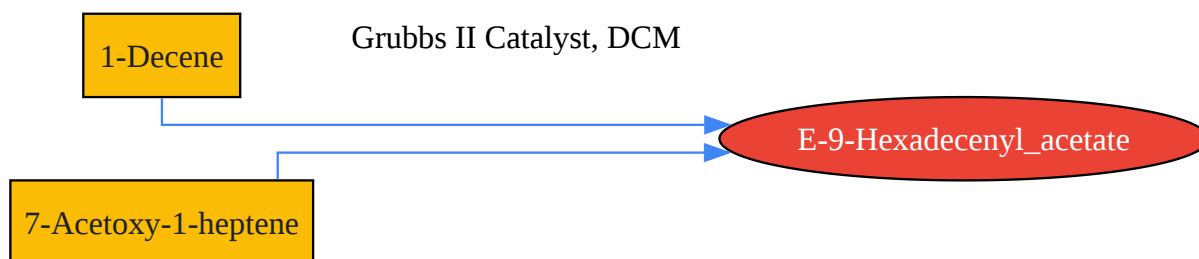 1-Decene
Grubbs II Catalyst, DCM
E-9-Hexadecenyl_acetate
7-Acetoxy-1-heptene